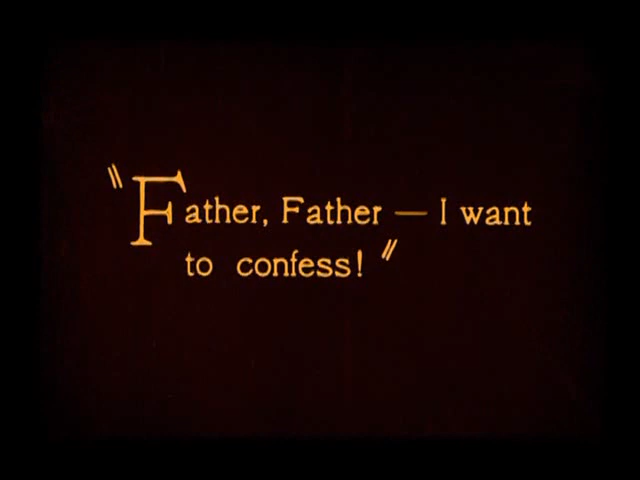 "Father, Father — I want
to confess!"